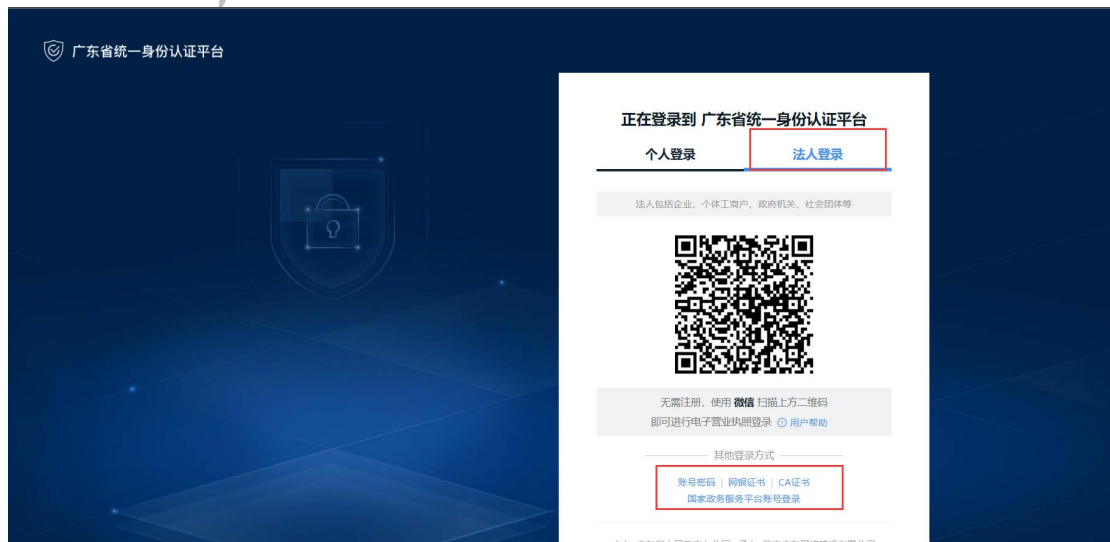 广东省统一身份认证平台
正在登录到 广东省统一身份认证平台
个人登录 法人登录
法人包括企业、个体工商户、政府机关、社会团体等
无需注册，使用 微信 扫描上方二维码
即可进行电子营业执照登录 用户帮助
其他登录方式
账号密码 | 网银证书 | CA证书
国家政务服务平台账号登录